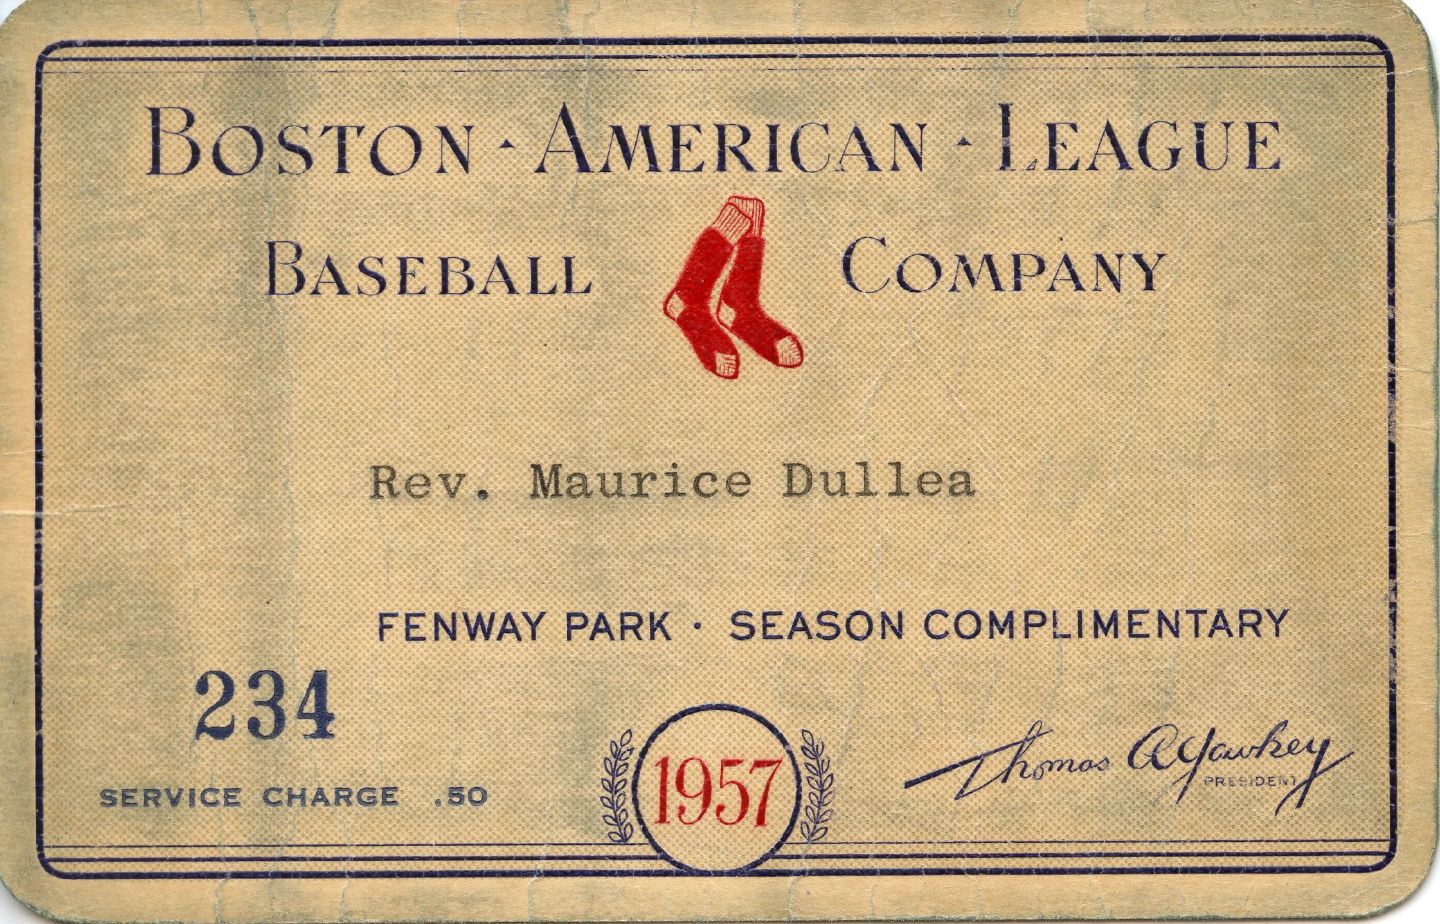 BOSTON · AMERICAN · LEAGUE
BASEBALL COMPANY
Rev. Maurice Dullea
FENWAY PARK · SEASON COMPLIMENTARY
234
SERVICE CHARGE .50
1957
Thomas A Yawkey
PRESIDENT